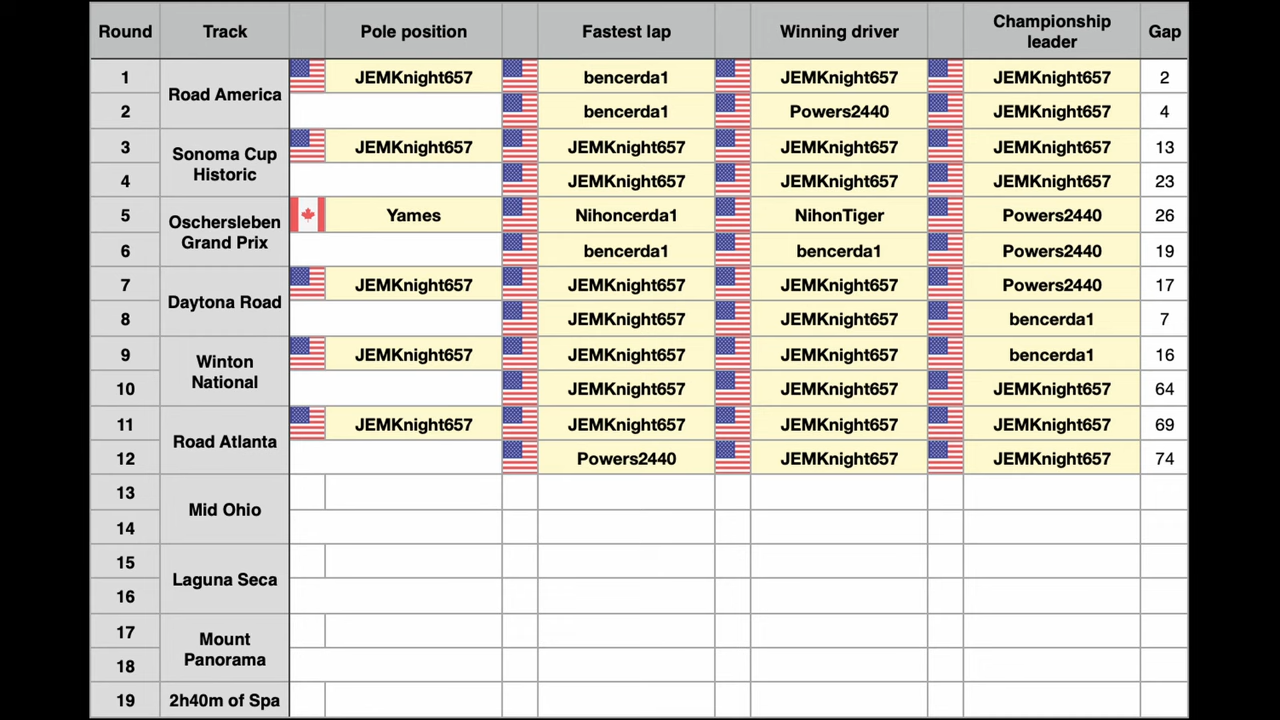 Round Track Pole position Fastest lap Winning driver Championship leader Gap
1 Road America JEMKnight657 bencerda1 JEMKnight657 JEMKnight657 2
2 bencerda1 Powers2440 JEMKnight657 4
3 Sonoma Cup Historic JEMKnight657 JEMKnight657 JEMKnight657 JEMKnight657 13
4 JEMKnight657 JEMKnight657 JEMKnight657 23
5 Oschersleben Grand Prix Yames Nihoncerda1 NihonTiger Powers2440 26
6 bencerda1 bencerda1 Powers2440 19
7 Daytona Road JEMKnight657 JEMKnight657 JEMKnight657 Powers2440 17
8 JEMKnight657 JEMKnight657 bencerda1 7
9 Winton National JEMKnight657 JEMKnight657 JEMKnight657 bencerda1 16
10 JEMKnight657 JEMKnight657 JEMKnight657 64
11 Road Atlanta JEMKnight657 JEMKnight657 JEMKnight657 JEMKnight657 69
12 Powers2440 JEMKnight657 JEMKnight657 74
13 Mid Ohio
14
15 Laguna Seca
16
17 Mount Panorama
18
19 2h40m of Spa